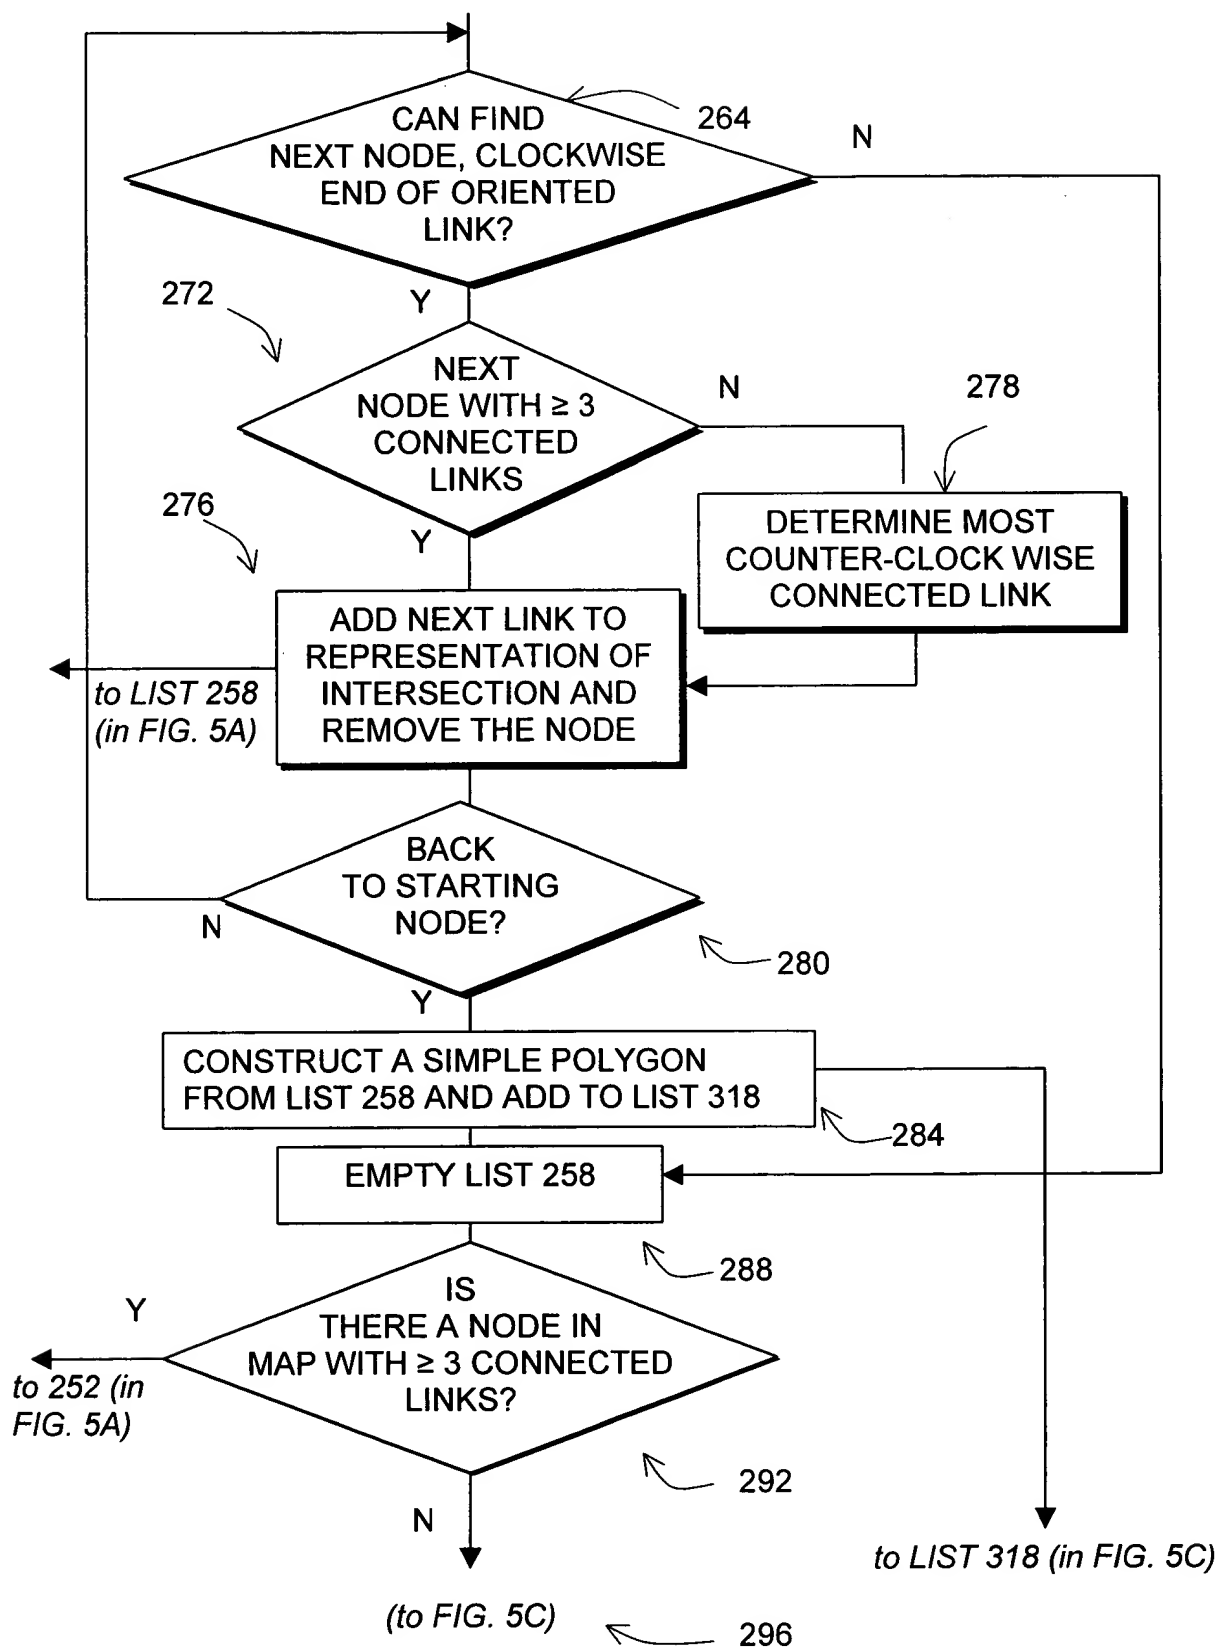 264
CAN FIND
NEXT NODE, CLOCKWISE
END OF ORIENTED
LINK?
N
Y
272
NEXT
NODE WITH ≥ 3
CONNECTED
LINKS
N
278
276
Y
DETERMINE MOST
COUNTER-CLOCK WISE
CONNECTED LINK
ADD NEXT LINK TO
REPRESENTATION OF
INTERSECTION AND
REMOVE THE NODE
to LIST 258
(in FIG. 5A)
BACK
TO STARTING
NODE?
N
280
Y
CONSTRUCT A SIMPLE POLYGON
FROM LIST 258 AND ADD TO LIST 318
284
EMPTY LIST 258
288
IS
THERE A NODE IN
MAP WITH ≥ 3 CONNECTED
LINKS?
Y
to 252 (in
FIG. 5A)
292
N
to LIST 318 (in FIG. 5C)
(to FIG. 5C)
296